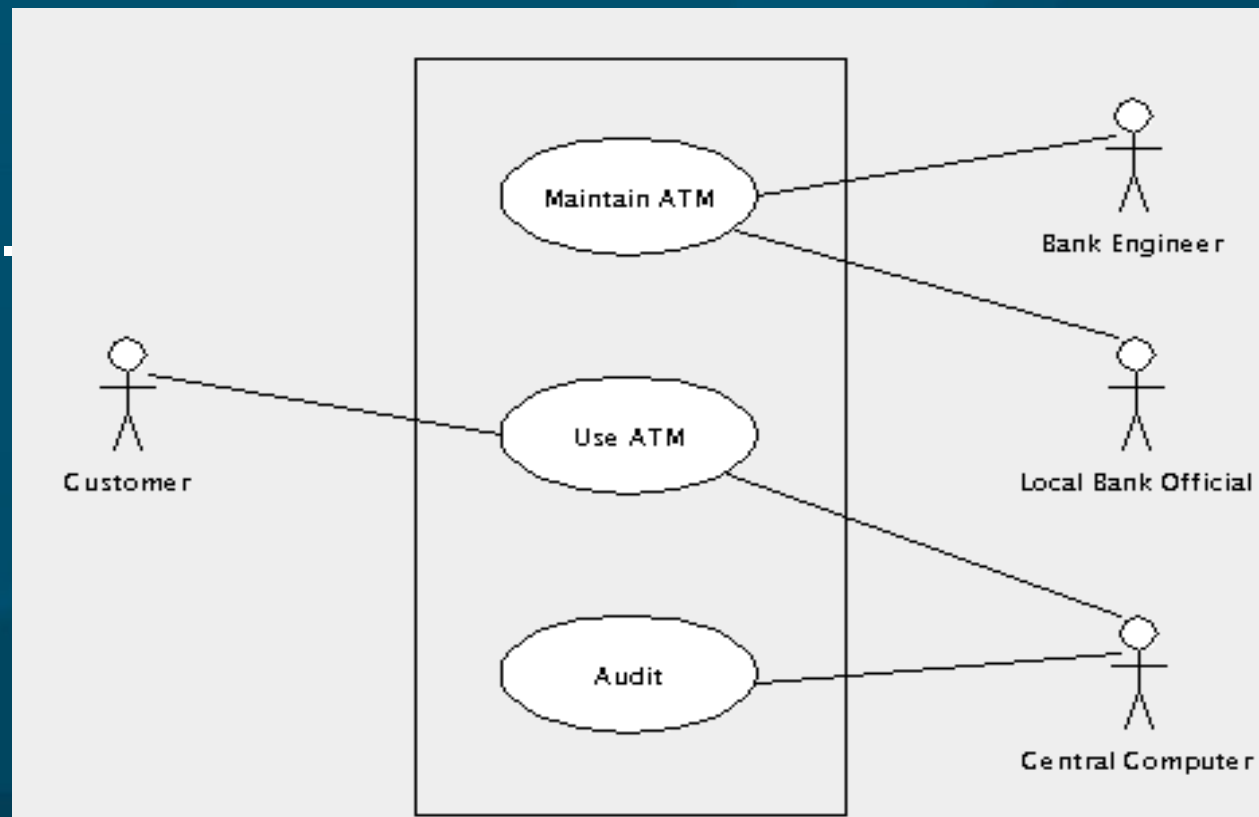 Maintain ATM
Bank Engineer
Use ATM
Customer
Local Bank Official
Audit
Central Computer